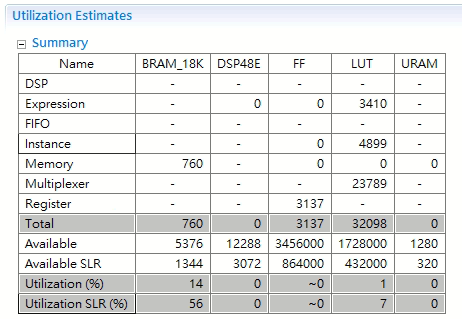 Utilization Estimates
Summary
Name BRAM_18K DSP48E FF LUT URAM
DSP - - - - -
Expression - 0 0 3410 -
FIFO - - - - -
Instance - - 0 4899 -
Memory 760 - 0 0 0
Multiplexer - - - 23789 -
Register - - 3137 - -
Total 760 0 3137 32098 0
Available 5376 12288 3456000 1728000 1280
Available SLR 1344 3072 864000 432000 320
Utilization (%) 14 0 ~0 1 0
Utilization SLR (%) 56 0 ~0 7 0